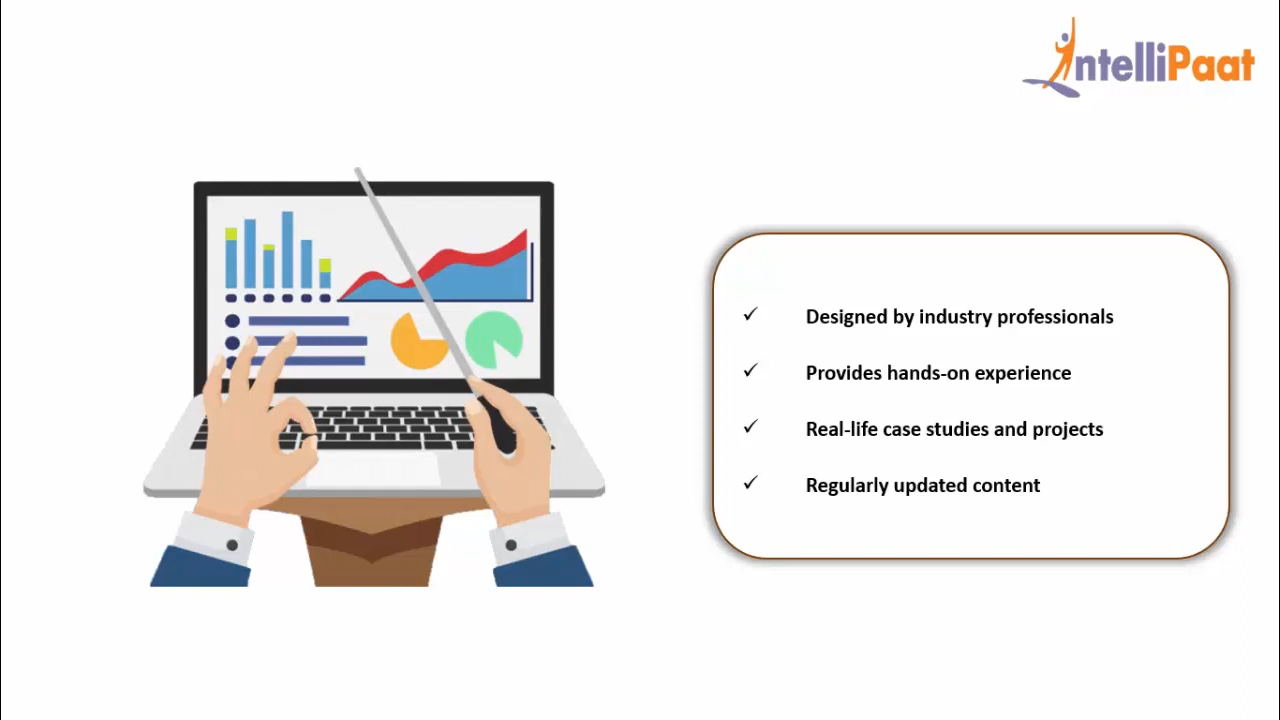 IntelliPaat
✓ Designed by industry professionals
✓ Provides hands-on experience
✓ Real-life case studies and projects
✓ Regularly updated content